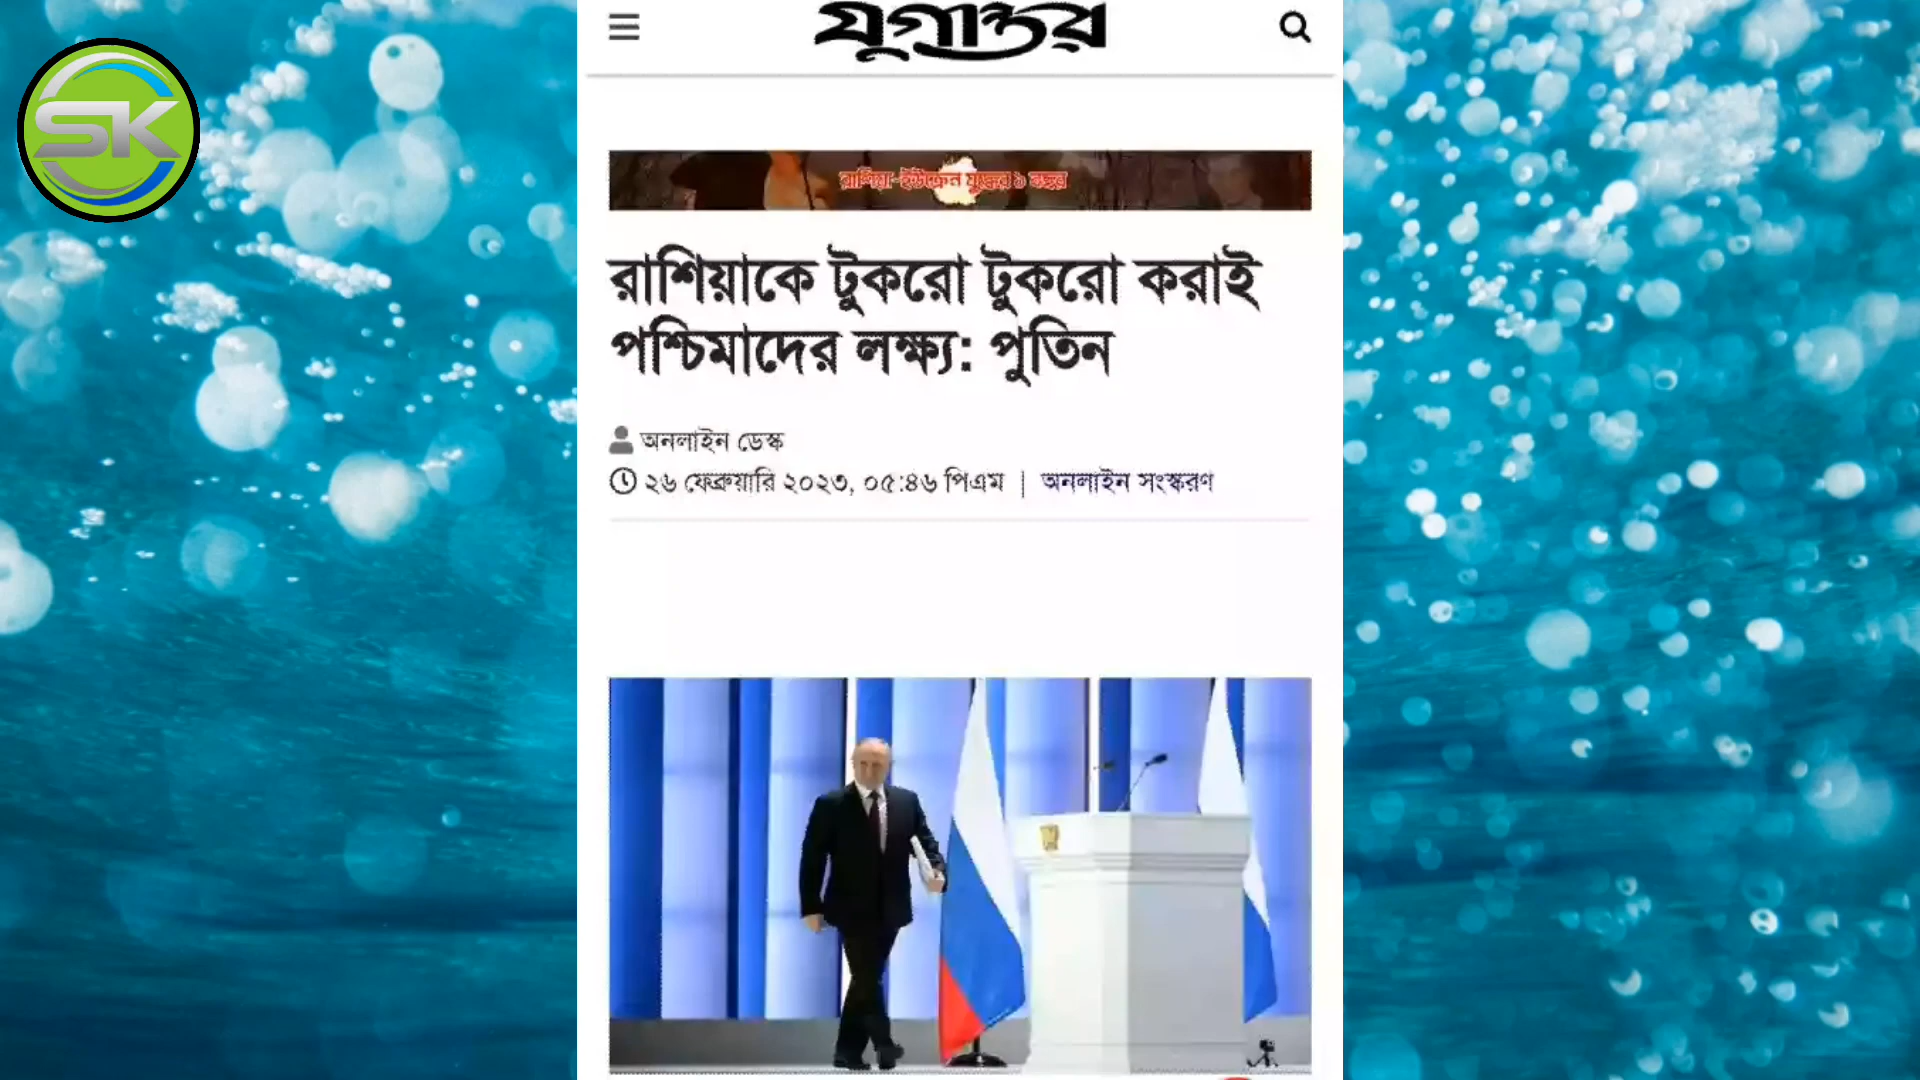 SK
যুগান্তর
রাশিয়া-ইউক্রেন যুদ্ধের ১ বছর
রাশিয়াকে টুকরো টুকরো করাই
পশ্চিমাদের লক্ষ্য: পুতিন
অনলাইন ডেস্ক
২৬ ফেব্রুয়ারি ২০২৩, ০৫:৪৬ পিএম | অনলাইন সংস্করণ